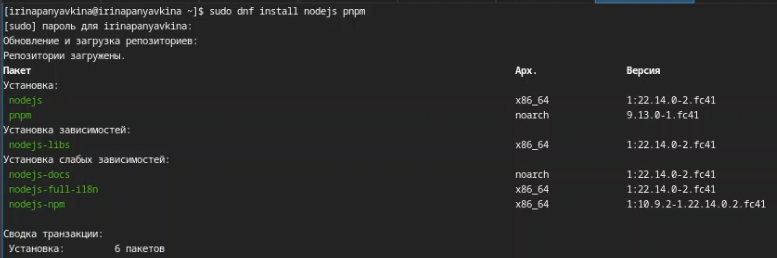 [irinapanyavkina@irinapanyavkina ~]$ sudo dnf install nodejs pnpm
[sudo] пароль для irinapanyavkina:
Обновление и загрузка репозиториев:
Репозитории загружены.
Пакет Арх. Версия
Установка:
nodejs x86_64 1:22.14.0-2.fc41
pnpm noarch 9.13.0-1.fc41
Установка зависимостей:
nodejs-libs x86_64 1:22.14.0-2.fc41
Установка слабых зависимостей:
nodejs-docs noarch 1:22.14.0-2.fc41
nodejs-full-i18n x86_64 1:22.14.0-2.fc41
nodejs-npm x86_64 1:10.9.2-1.22.14.0.2.fc41
Сводка транзакции:
Установка: 6 пакетов